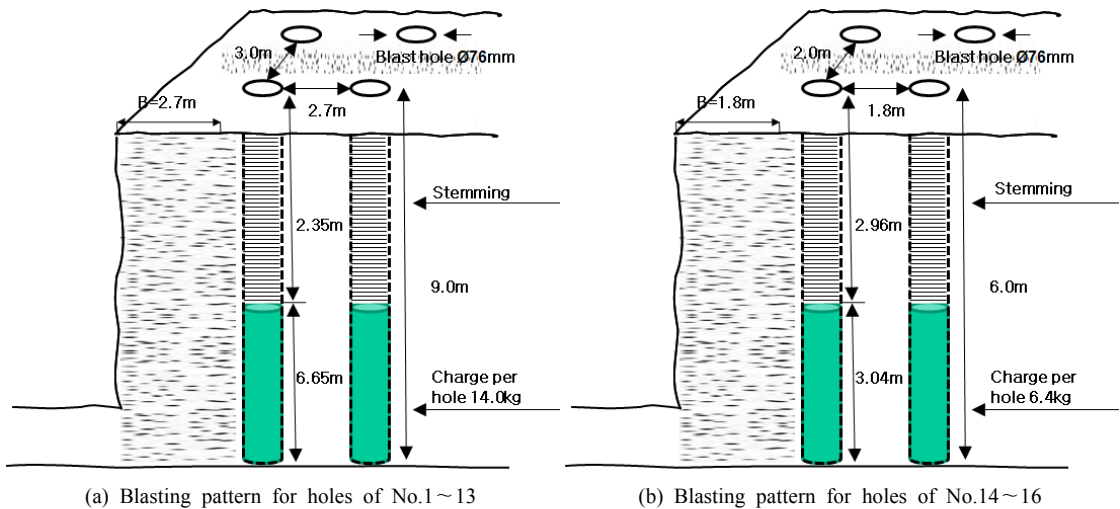 3.0m
Blast hole Ø76mm
B=2.7m
2.7m
Stemming
2.35m
9.0m
6.65m
Charge per
hole 14.0kg
(a) Blasting pattern for holes of No.1~13
2.0m
Blast hole Ø76mm
B=1.8m
1.8m
Stemming
2.96m
6.0m
3.04m
Charge per
hole 6.4kg
(b) Blasting pattern for holes of No.14~16